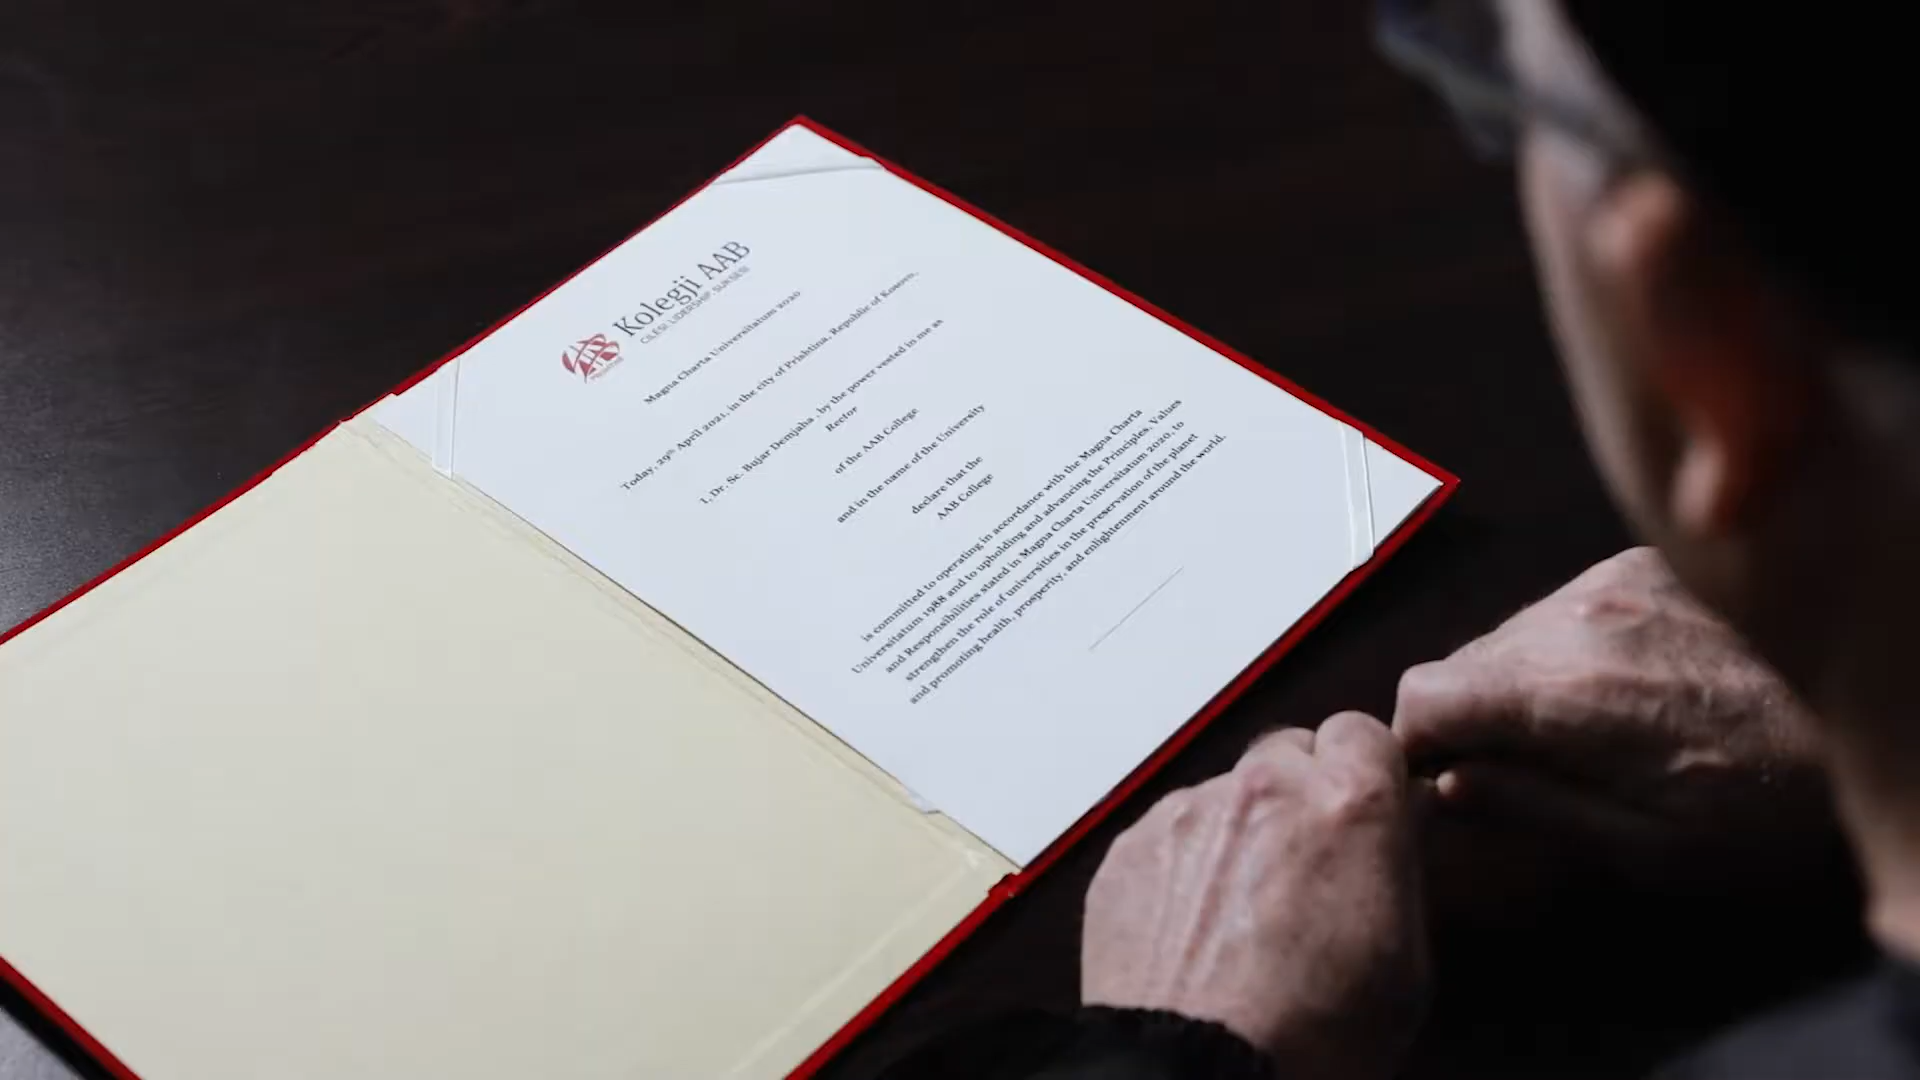 Kolegji AAB
CILËSI, LIDERSHIP, SUKSESI
Magna Charta Universitatum 2020
Today, 29th April 2021, in the city of Prishtina, Republic of Kosovo,
I, Dr. Sc. Bujar Demjaha , by the power vested in me as
Rector
of the AAB College
and in the name of the University
declare that the
AAB College
is committed to operating in accordance with the Magna Charta
Universitatum 1988 and to upholding and advancing the Principles, Values
and Responsibilities stated in Magna Charta Universitatum 2020, to
strengthen the role of universities in the preservation of the planet
and promoting health, prosperity, and enlightenment around the world.